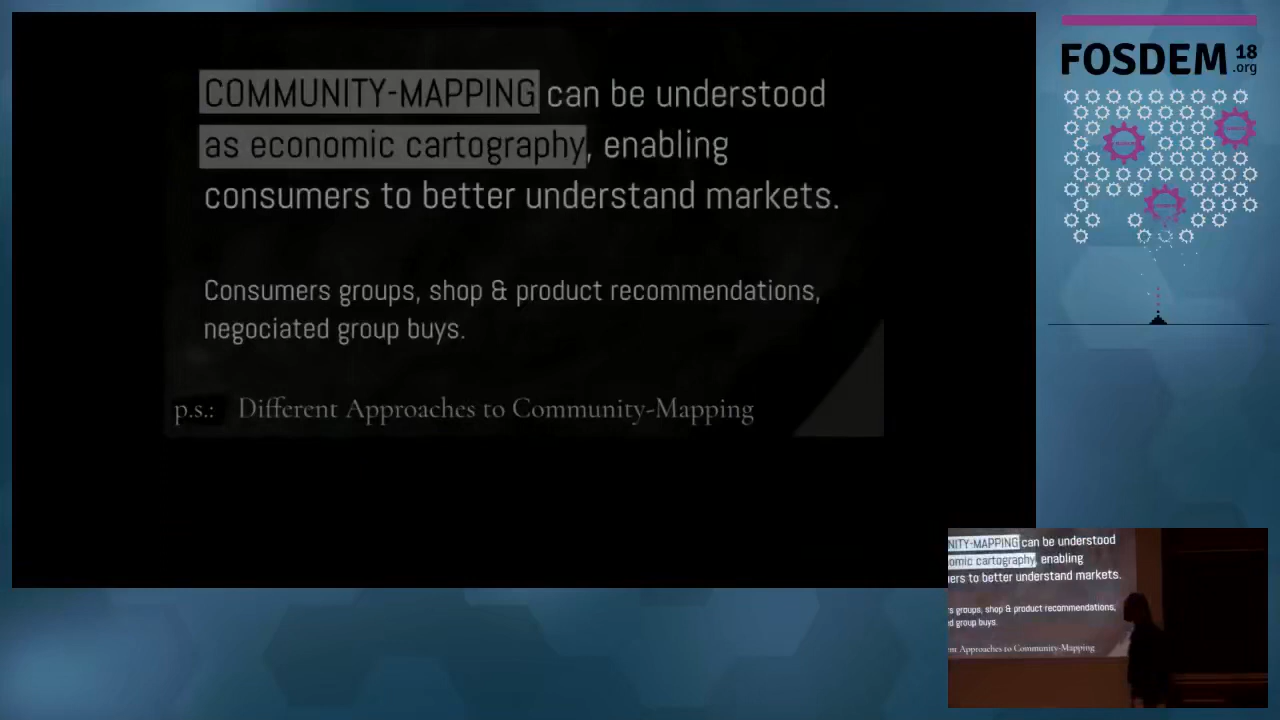 COMMUNITY-MAPPING can be understood
as economic cartography, enabling
consumers to better understand markets.
Consumers groups, shop & product recommendations,
negociated group buys.
p.s.: Different Approaches to Community-Mapping
FOSDEM 18
.org
NITY-MAPPING can be understood
omic cartography, enabling
ers to better understand markets.
s groups, shop & product recommendations,
d group buys.
nt Approaches to Community-Mapping